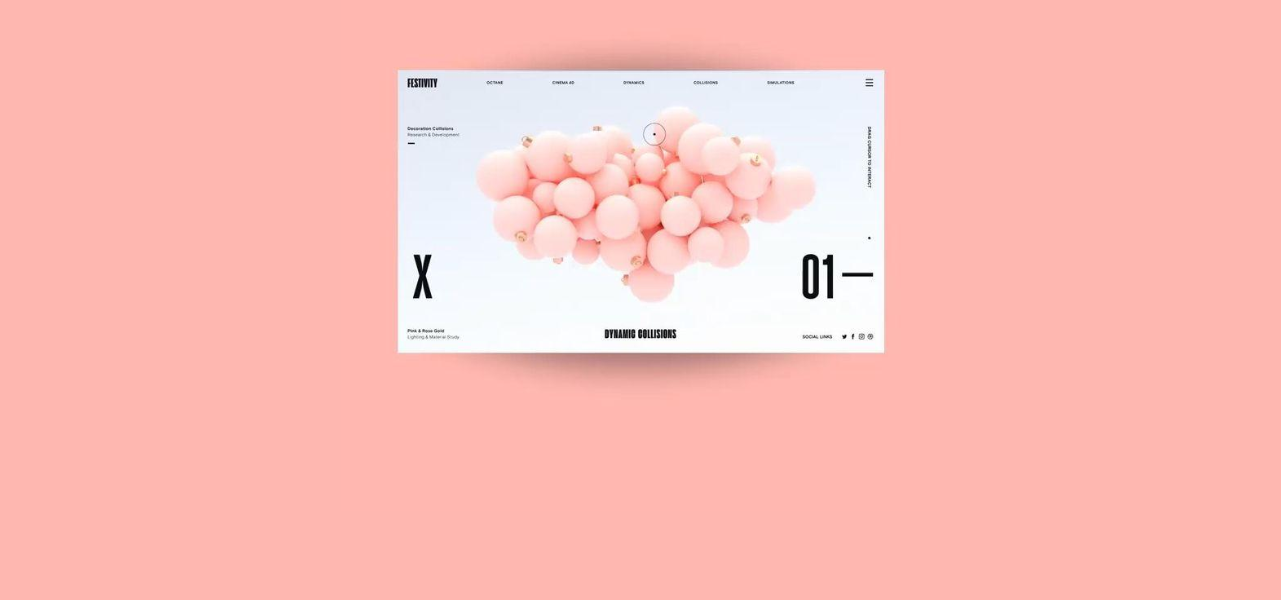 FESTIVITY
OCTANE
CINEMA 4D
DYNAMICS
COLLISIONS
SIMULATIONS
Decoration Collisions
Research & Development
DRAG CURSOR TO INTERACT
X
01—
Pink & Rose Gold
Lighting & Material Study
DYNAMIC COLLISIONS
SOCIAL LINKS